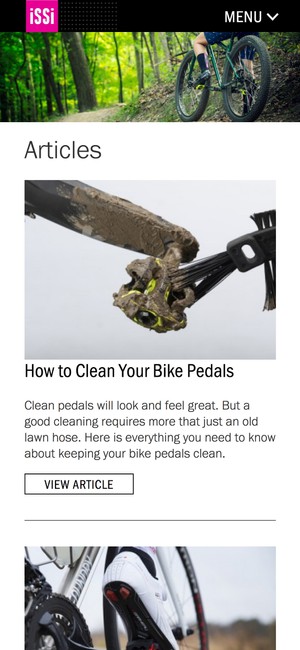 iSSi
MENU
Articles
How to Clean Your Bike Pedals
Clean pedals will look and feel great. But a
good cleaning requires more that just an old
lawn hose. Here is everything you need to know
about keeping your bike pedals clean.
VIEW ARTICLE